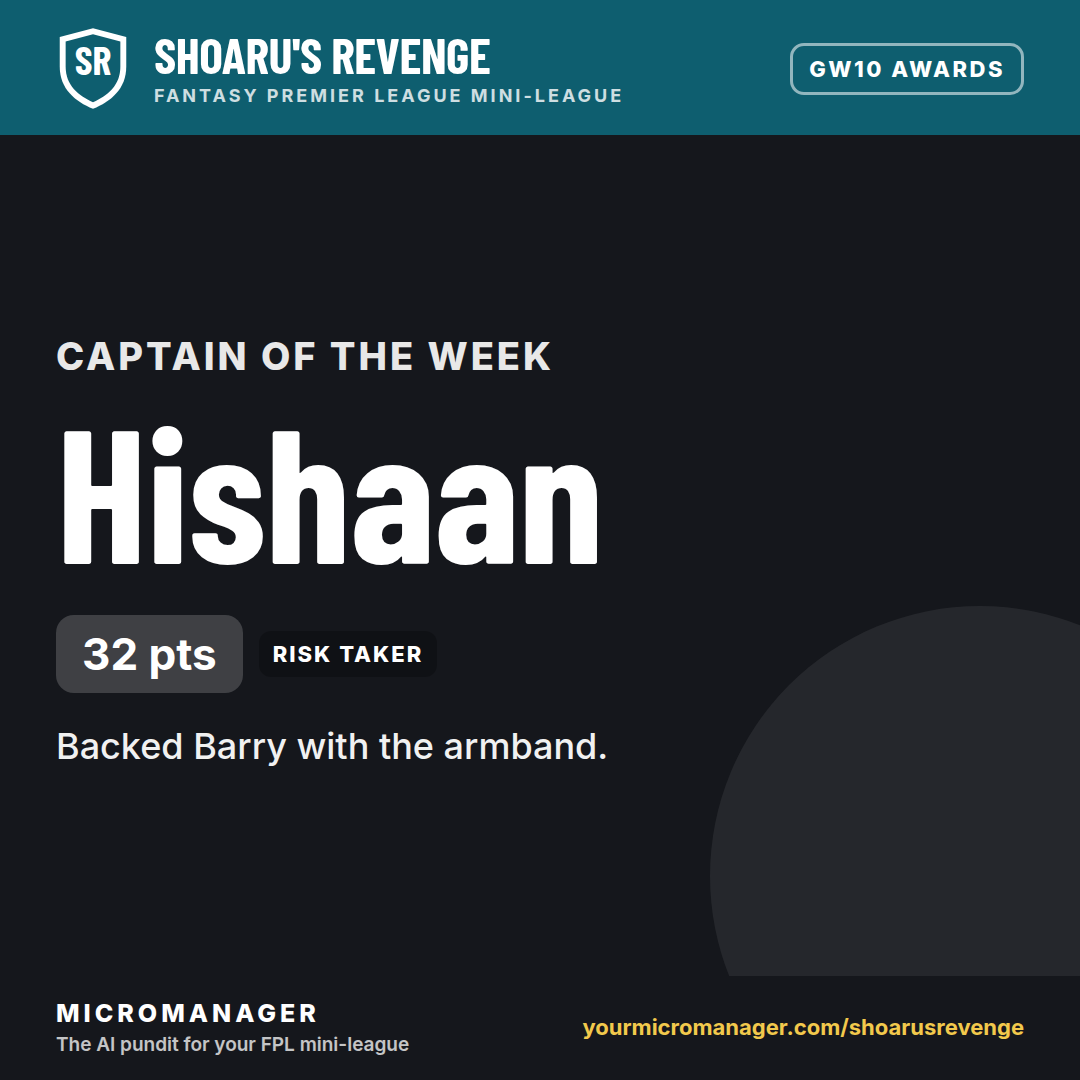 SR
SHOARU'S REVENGE
FANTASY PREMIER LEAGUE MINI-LEAGUE
GW10 AWARDS
CAPTAIN OF THE WEEK
Hishaan
32 pts
RISK TAKER
Backed Barry with the armband.
MICROMANAGER
The AI pundit for your FPL mini-league
yourmicromanager.com/shoarusrevenge